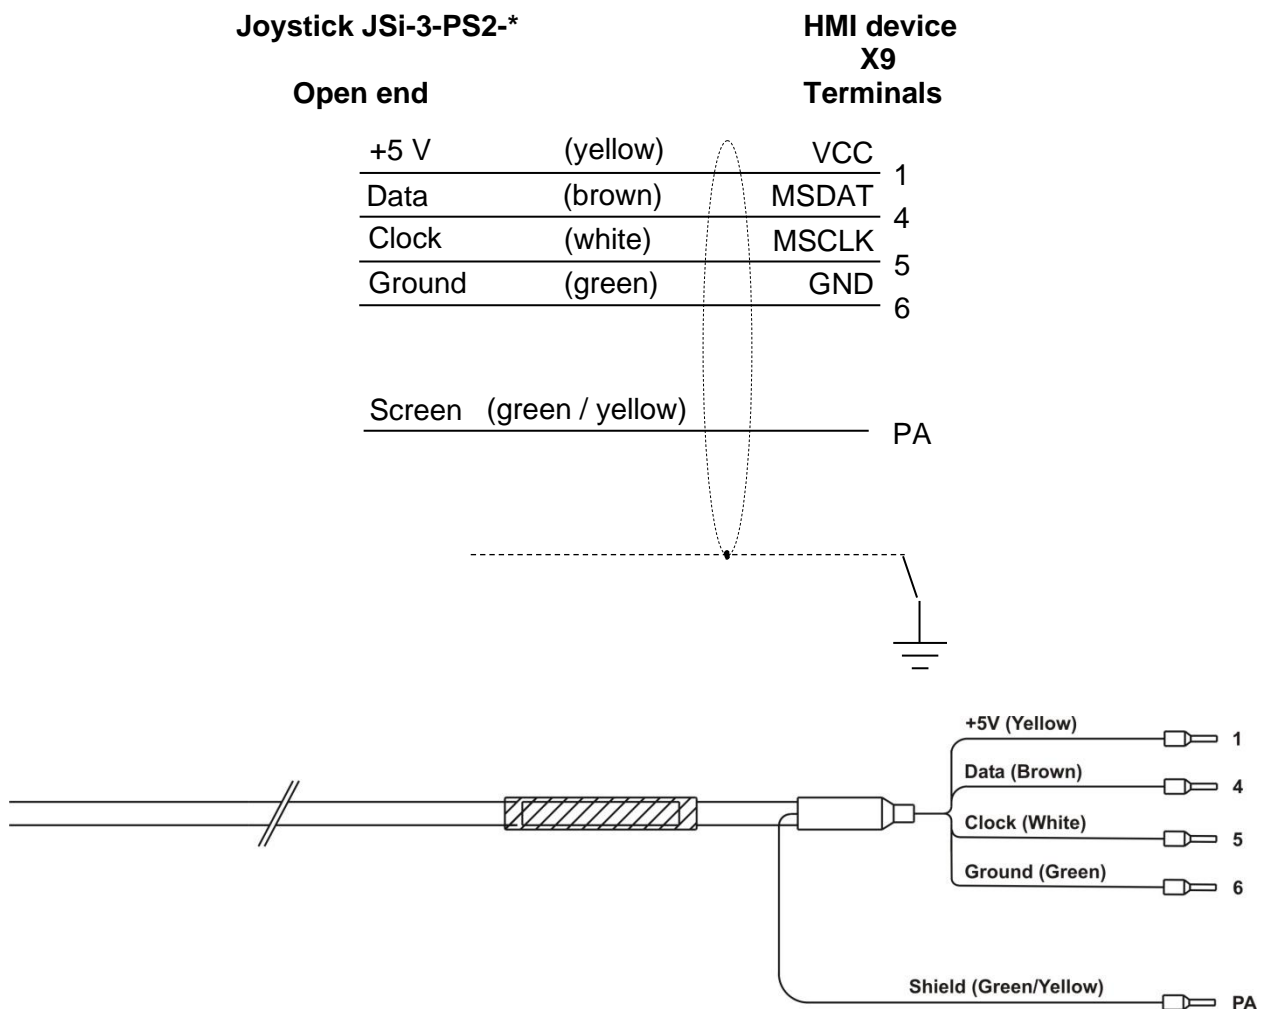 Joystick JSi-3-PS2-* HMI device
X9
Open end Terminals
+5 V (yellow) VCC 1
Data (brown) MSDAT 4
Clock (white) MSCLK 5
Ground (green) GND 6
Screen (green / yellow) PA
+5V (Yellow) 1
Data (Brown) 4
Clock (White) 5
Ground (Green) 6
Shield (Green/Yellow) PA